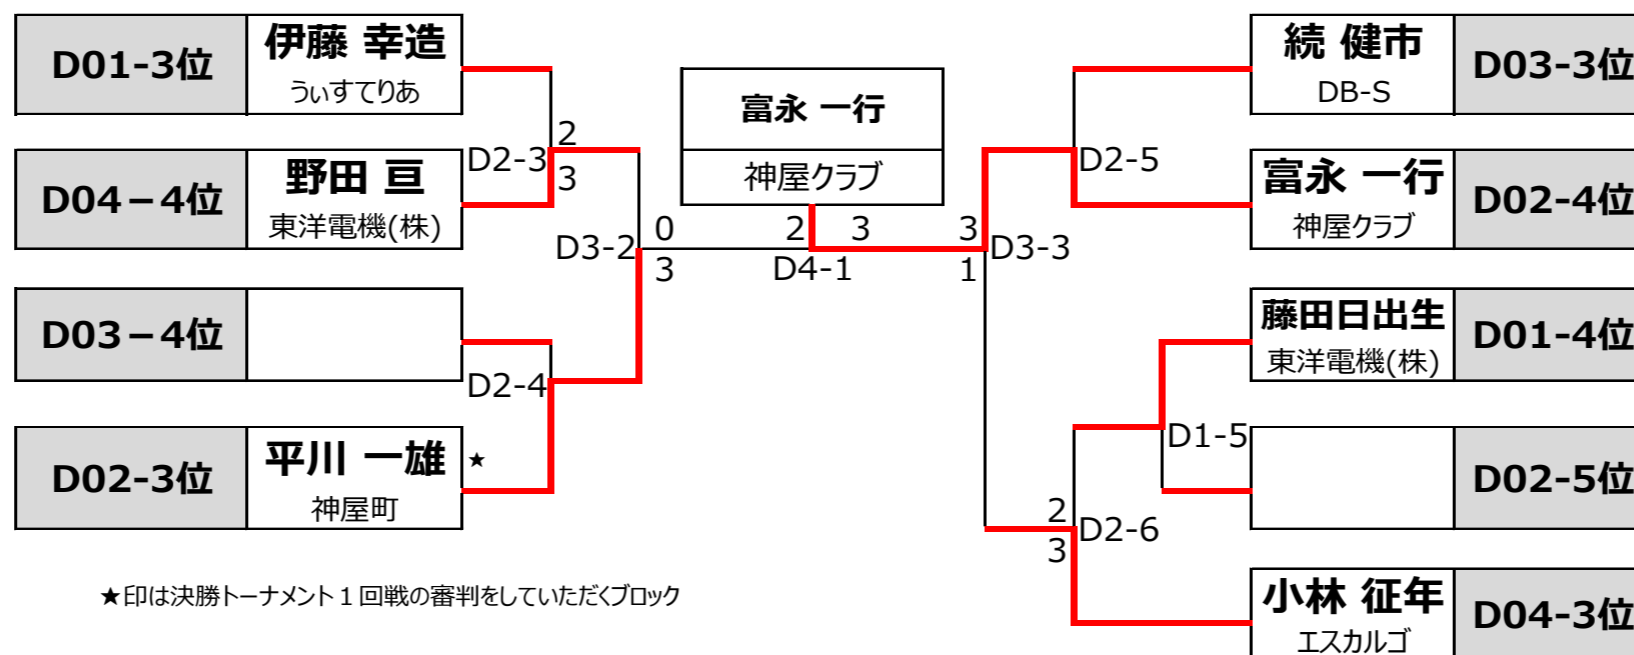 D01-3位
伊藤 幸造
うぃすてりあ
D2-3
2
3
D04－4位
野田 亘
東洋電機(株)
D3-2
0
3
D03－4位
D2-4
D02-3位
平川 一雄
★
神屋町
富永 一行
神屋クラブ
2 3
D4-1
3
1
D3-3
続 健市
DB-S
D03-3位
D2-5
富永 一行
神屋クラブ
D02-4位
藤田日出生
東洋電機(株)
D01-4位
D1-5
D02-5位
2
3
D2-6
小林 征年
エスカルゴ
D04-3位
★印は決勝トーナメント１回戦の審判をしていただくブロック